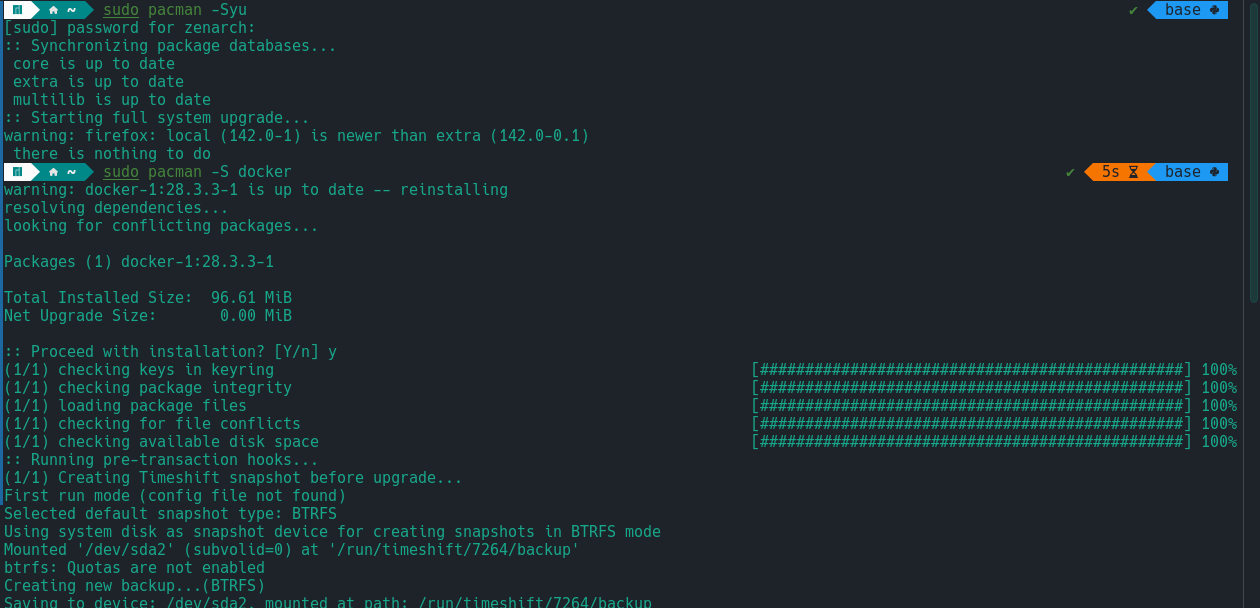 ~ sudo pacman -Syu ✔ base
[sudo] password for zenarch:
:: Synchronizing package databases...
core is up to date
extra is up to date
multilib is up to date
:: Starting full system upgrade...
warning: firefox: local (142.0-1) is newer than extra (142.0-0.1)
there is nothing to do
~ sudo pacman -S docker ✔ 5s base
warning: docker-1:28.3.3-1 is up to date -- reinstalling
resolving dependencies...
looking for conflicting packages...
Packages (1) docker-1:28.3.3-1
Total Installed Size: 96.61 MiB
Net Upgrade Size: 0.00 MiB
:: Proceed with installation? [Y/n] y
(1/1) checking keys in keyring [###############################################] 100%
(1/1) checking package integrity [###############################################] 100%
(1/1) loading package files [###############################################] 100%
(1/1) checking for file conflicts [###############################################] 100%
(1/1) checking available disk space [###############################################] 100%
:: Running pre-transaction hooks...
(1/1) Creating Timeshift snapshot before upgrade...
First run mode (config file not found)
Selected default snapshot type: BTRFS
Using system disk as snapshot device for creating snapshots in BTRFS mode
Mounted '/dev/sda2' (subvolid=0) at '/run/timeshift/7264/backup'
btrfs: Quotas are not enabled
Creating new backup...(BTRFS)
Saving to device: /dev/sda2, mounted at path: /run/timeshift/7264/backup